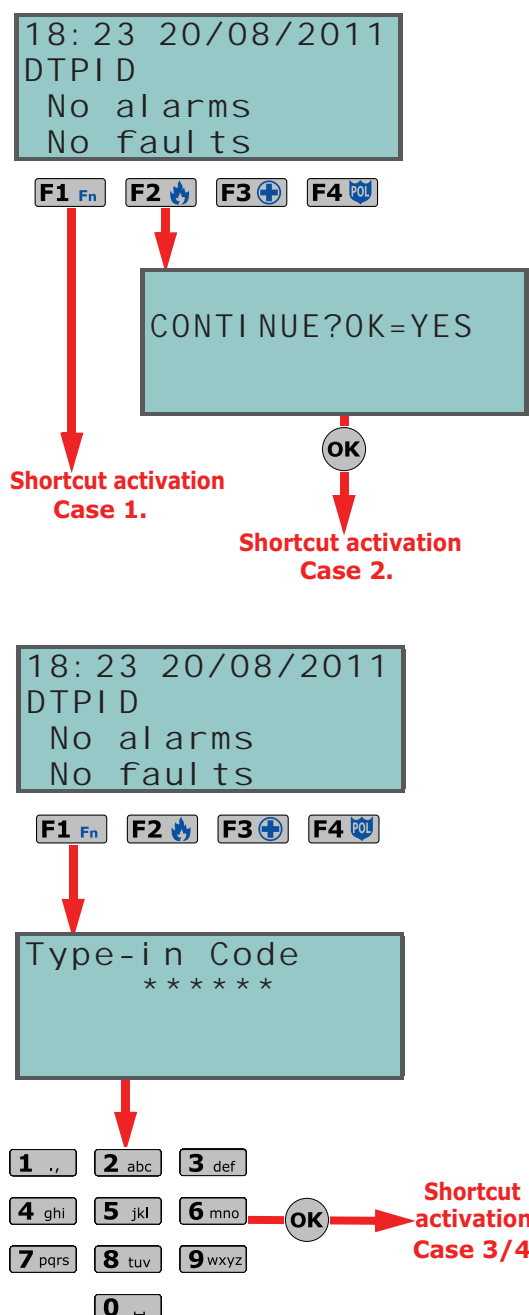 18:23 20/08/2011
DTPID
No alarms
No faults
F1 Fn F2 F3 F4 POL
CONTINUE?OK=YES
OK
Shortcut activation
Case 1.
Shortcut activation
Case 2.
18:23 20/08/2011
DTPID
No alarms
No faults
F1 Fn F2 F3 F4 POL
Type-in Code
******
1 ., 2 abc 3 def
4 ghi 5 jkl 6 mno OK
7 pqrs 8 tuv 9 wxyz
0
Shortcut
activation
Case 3/4